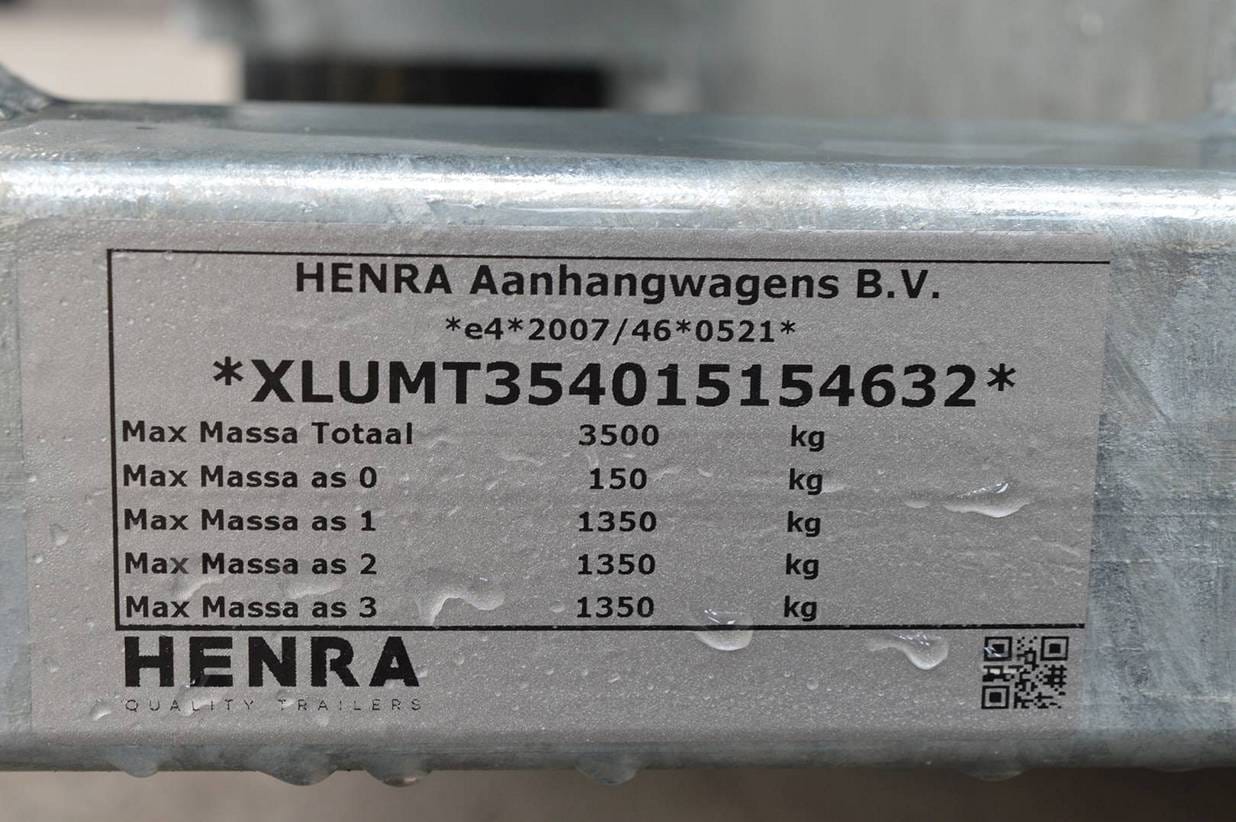 HENRA Aanhangwagens B.V.
*e4*2007/46*0521*
*XLUMT354015154632*
Max Massa Totaal 3500 kg
Max Massa as 0 150 kg
Max Massa as 1 1350 kg
Max Massa as 2 1350 kg
Max Massa as 3 1350 kg
HENRA
QUALITY TRAILERS